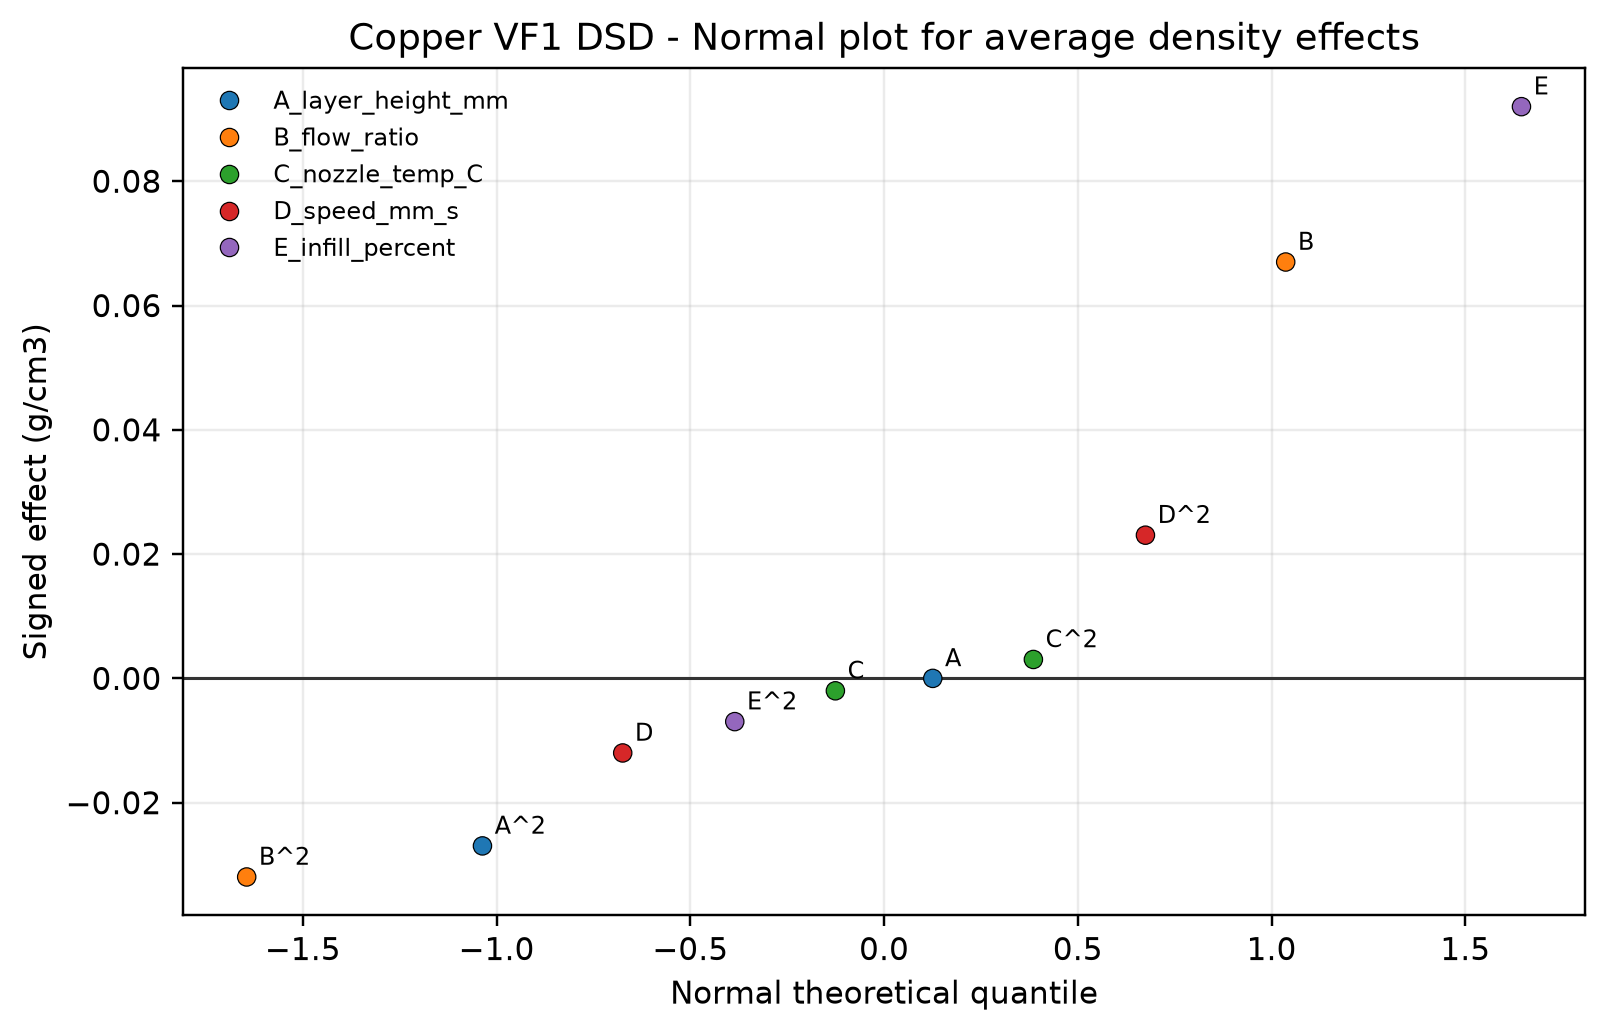 Copper VF1 DSD - Normal plot for average density effects
A_layer_height_mm
B_flow_ratio
C_nozzle_temp_C
D_speed_mm_s
E_infill_percent
E
B
D^2
C^2
A
C
E^2
D
A^2
B^2
0.08
0.06
0.04
0.02
0.00
−0.02
Signed effect (g/cm3)
−1.5
−1.0
−0.5
0.0
0.5
1.0
1.5
Normal theoretical quantile